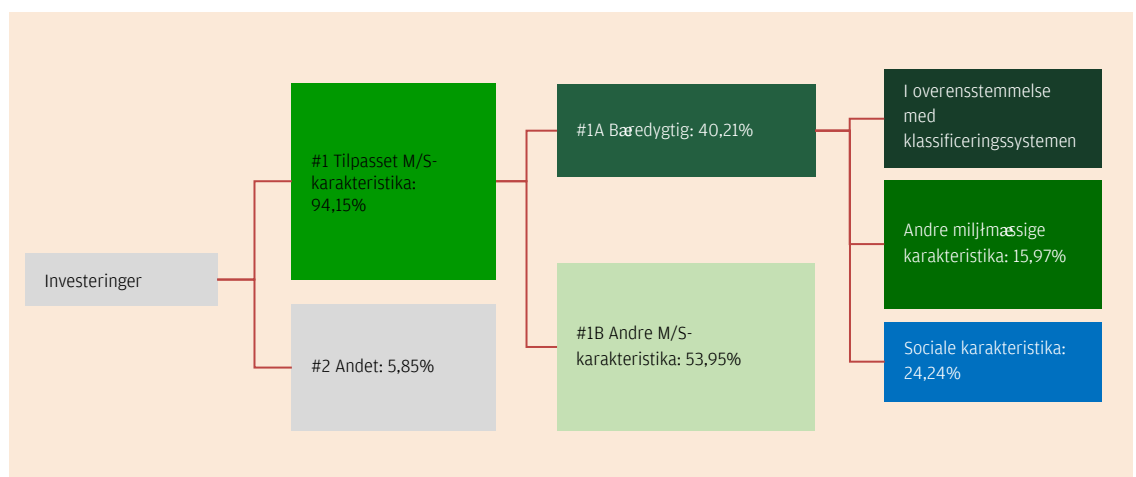 Investeringer
#1 Tilpasset M/S-
karakteristika:
94,15%
#2 Andet: 5,85%
#1A Bæredygtig: 40,21%
#1B Andre M/S-
karakteristika: 53,95%
I overensstemmelse
med
klassificeringssystemen
Andre miljłmæssige
karakteristika: 15,97%
Sociale karakteristika:
24,24%